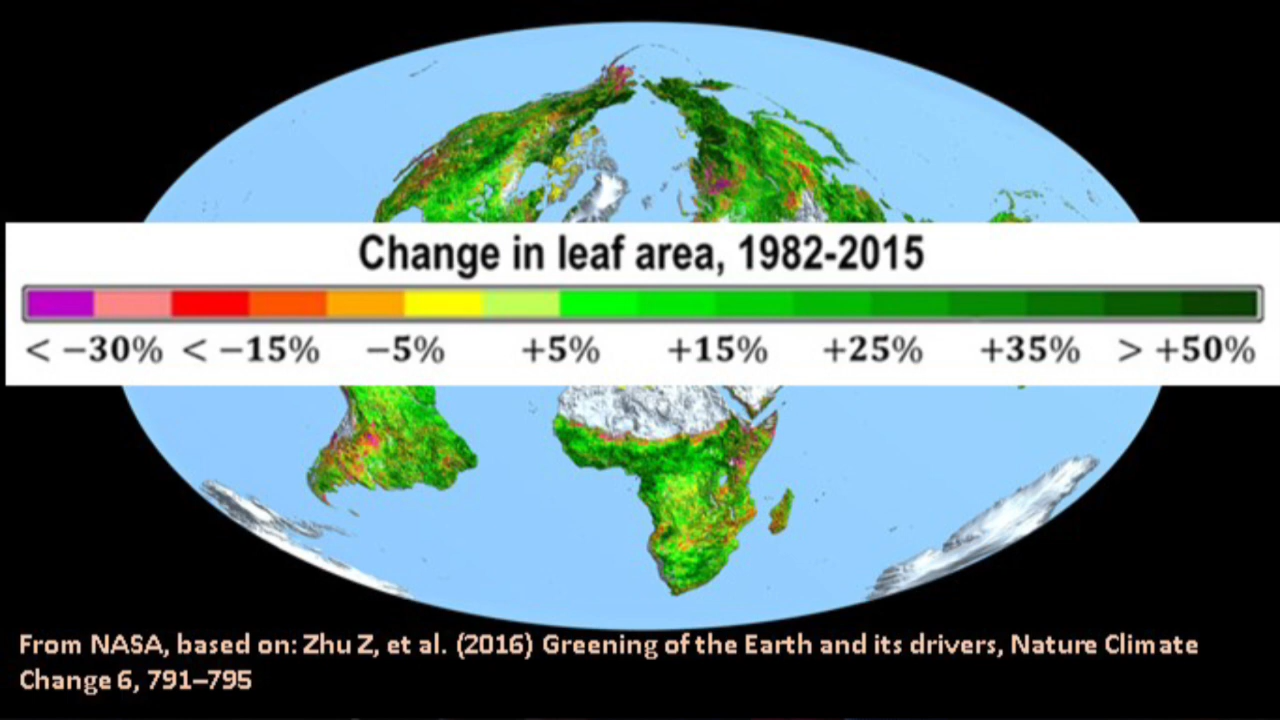 Change in leaf area, 1982-2015
< −30% < −15% −5% +5% +15% +25% +35% > +50%
From NASA, based on: Zhu Z, et al. (2016) Greening of the Earth and its drivers, Nature Climate
Change 6, 791–795